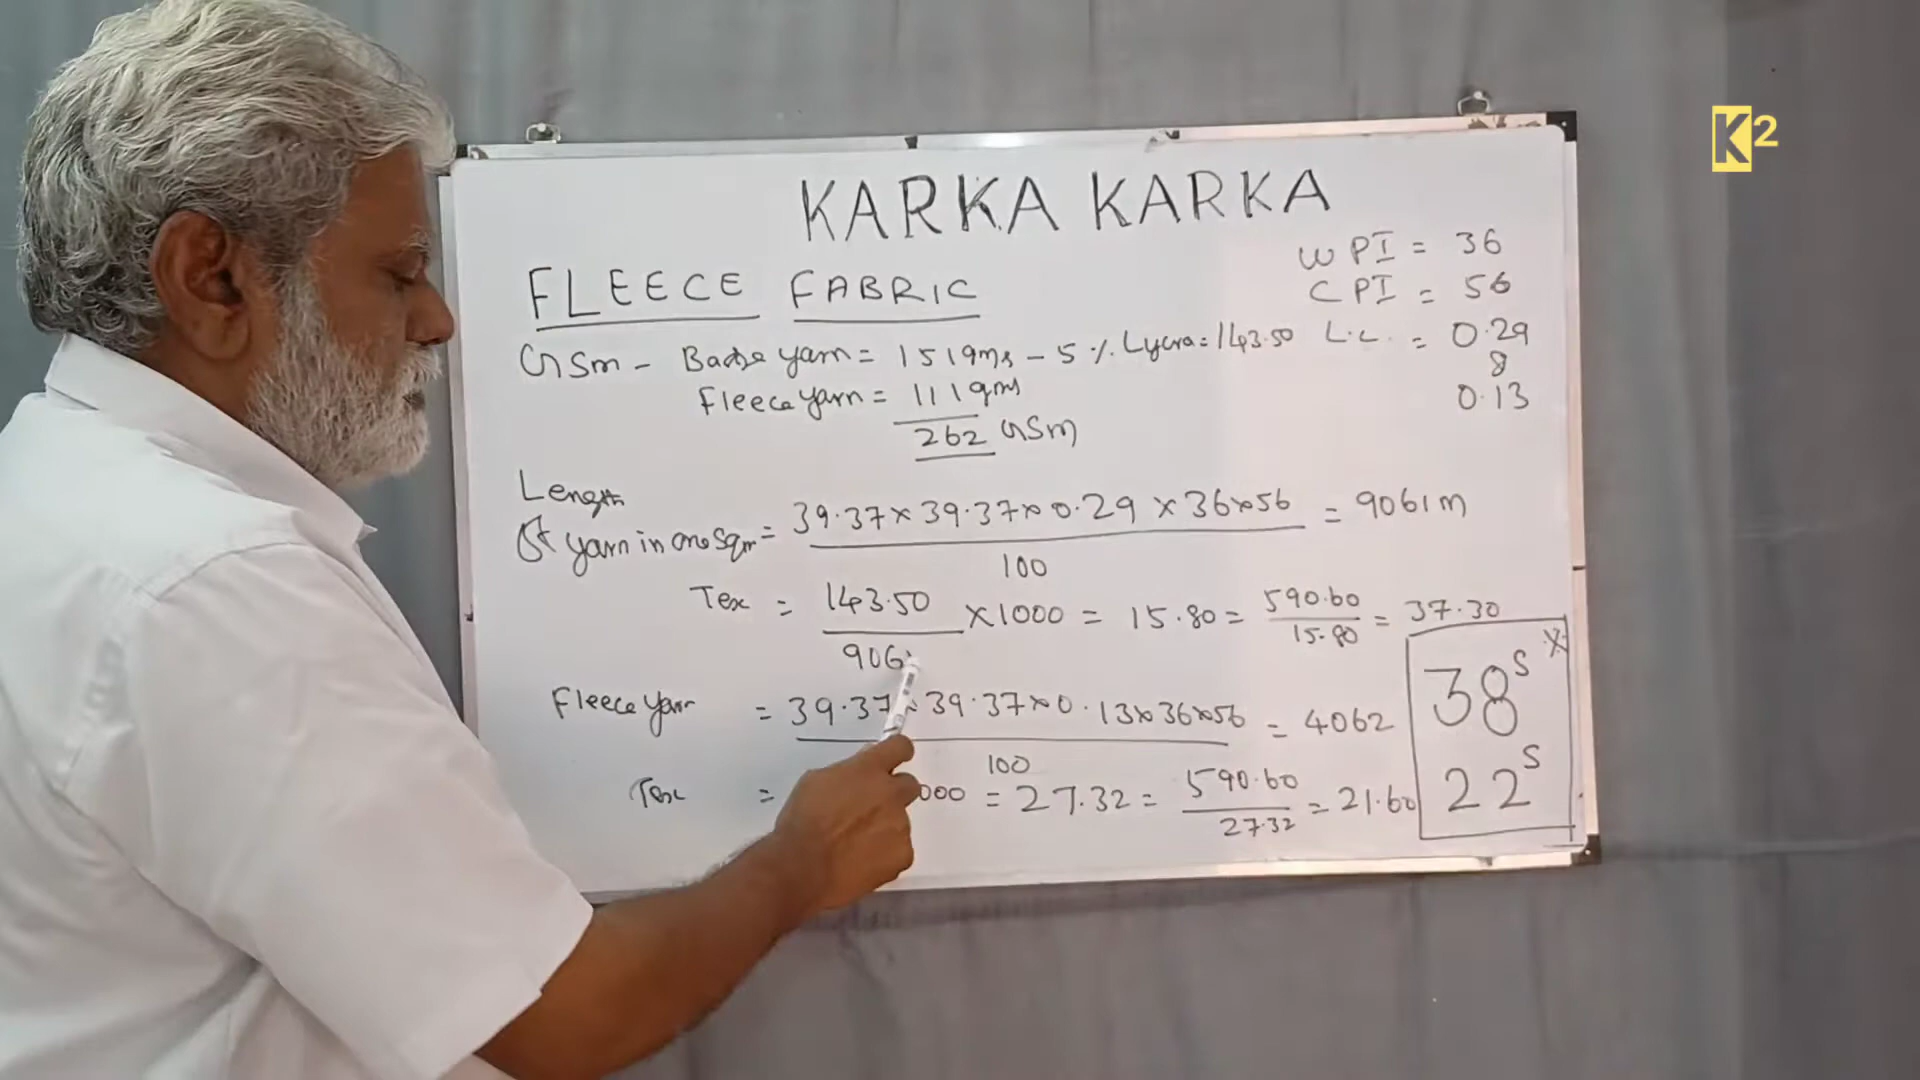 K2
KARKA KARKA
WPI = 36
FLEECE FABRIC
CPI = 56
GSm - Base yarn = 151gms - 5 % Lycra = 143.50 L.L. = 0.29
&
Fleece yarn = 111gms 0.13
262 GSm
Length
Of yarn in one Sqm = 39.37 x 39.37 x 0.29 x 36 x 56 = 9061 m
100
Tex = 143.50 x 1000 = 15.80 = 590.60 = 37.30
906 15.80
38s x
Fleece yarn = 39.37 x 39.37 x 0.13 x 36 x 56 = 4062
100
22s
Tex = 000 = 27.32 = 590.60 = 21.60
27.32